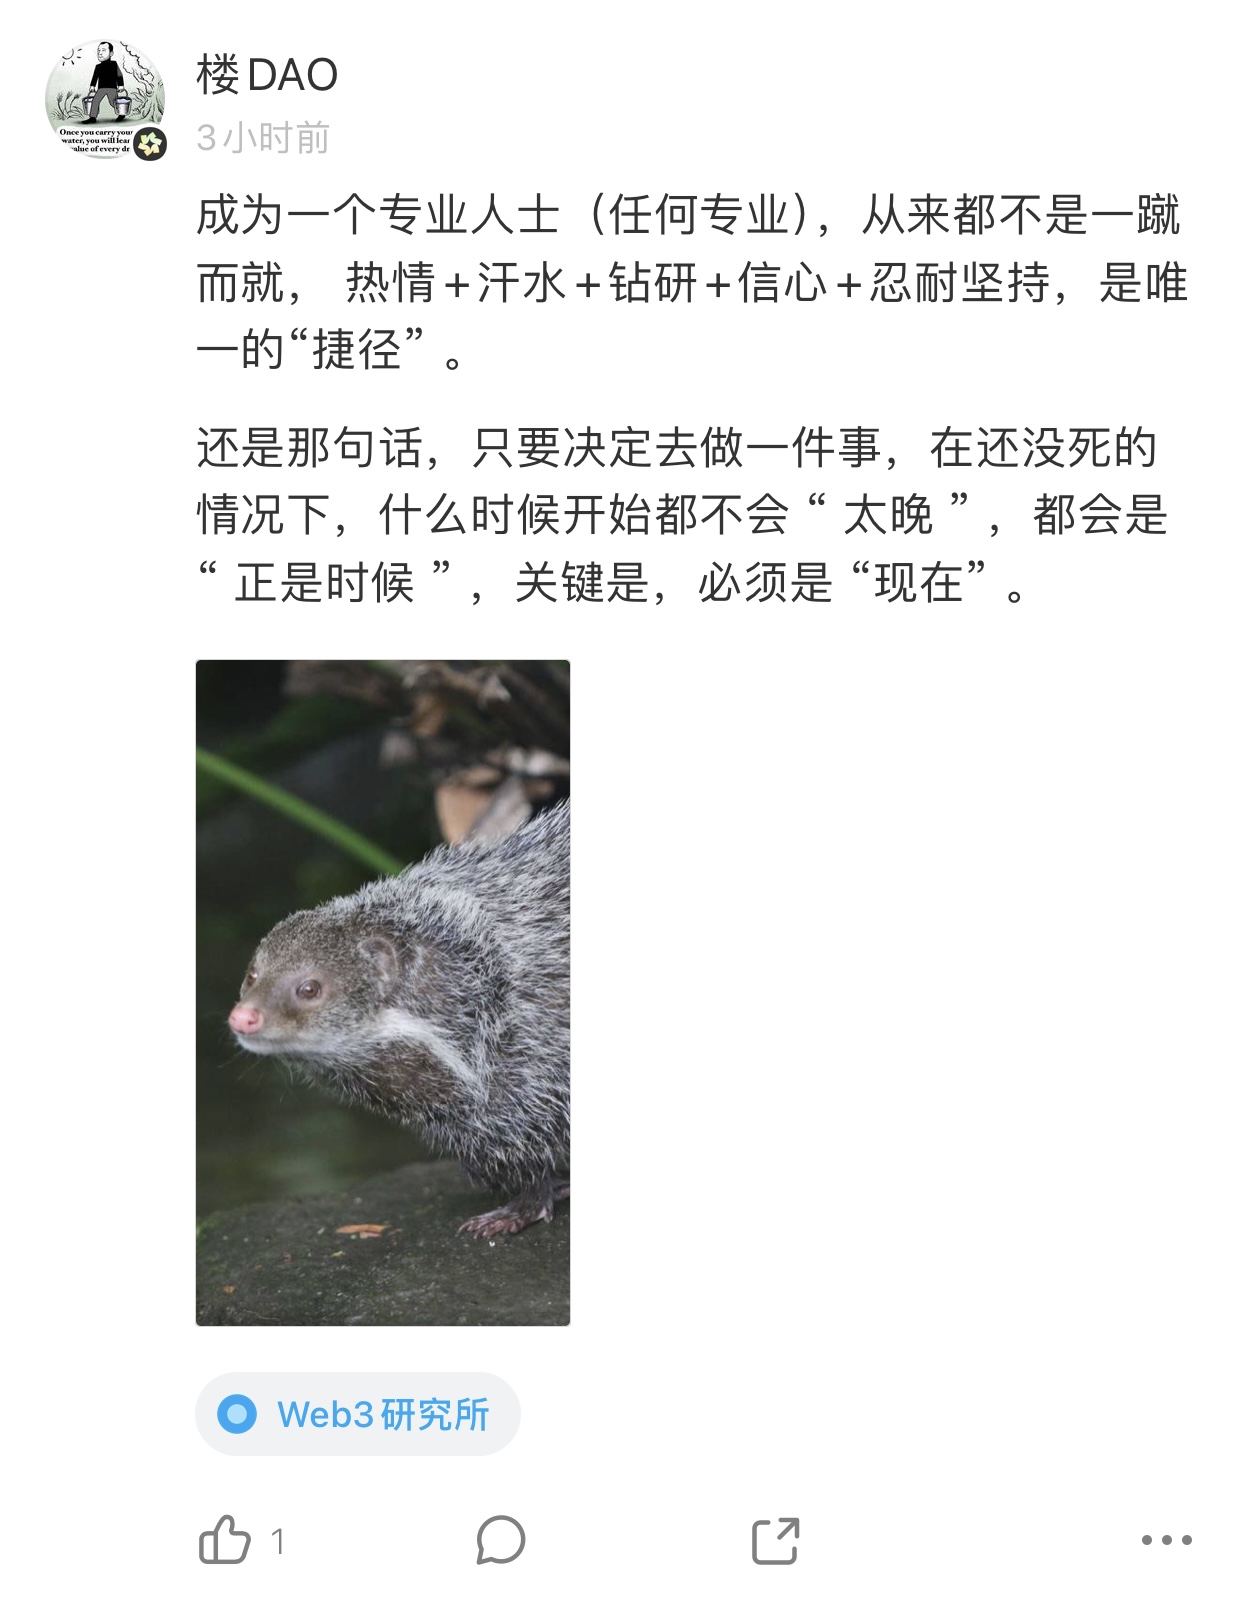 Once you carry your
water, you will lear
value of every dr
楼DAO
3小时前
成为一个专业人士（任何专业），从来都不是一蹴
而就， 热情+汗水+钻研+信心+忍耐坚持，是唯
一的“捷径” 。
还是那句话，只要决定去做一件事，在还没死的
情况下，什么时候开始都不会 “ 太晚 ” ，都会是
“ 正是时候 ” ，关键是，必须是 “现在” 。
Web3研究所
1